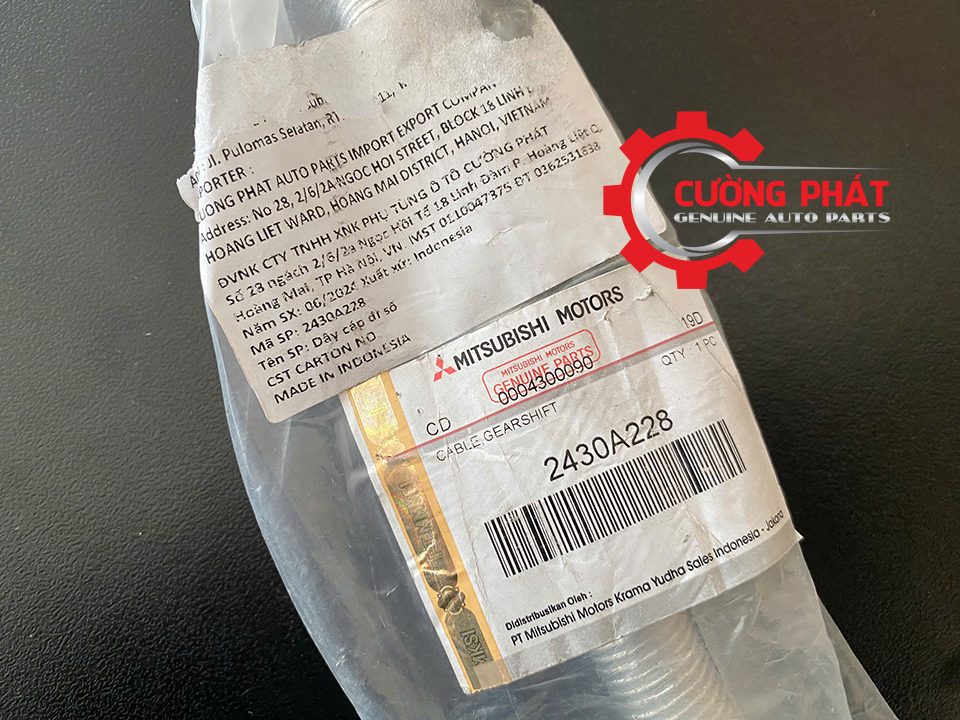 Pulomas Selatan,
PORTER :
CUONG PHAT AUTO PARTS IMPORT EXPORT COMPAN
Address: No 28, 2/6/2A NGOC HOI STREET, BLOCK 18 LINH
HOANG LIET WARD, HOANG MAI DISTRICT, HANOI, VIETNAM
ĐVNK CTY TNHH XNK PHỤ TÙNG Ô TÔ CƯỜNG PHÁT
Số 28 ngách 2/6/2a Ngọc Hồi Tổ 18 Linh Đàm P. Hoàng Liệt Q.
Hoàng Mai, TP Hà Nội, VN. MST 0110047375 ĐT 0362531838
Năm SX: 06/2024 Xuất xứ: Indonesia
Mã SP: 2430A228
Tên SP: Dây cáp đi số
CST CARTON NO
MADE IN INDONESIA
CƯỜNG PHÁT
GENUINE AUTO PARTS
MITSUBISHI MOTORS
MITSUBISHI MOTORS
GENUINE PARTS
19D
CD 0004300090 QTY : 1 PC
CABLE,GEARSHIFT
2430A228
Didistribusikan Oleh :
PT Mitsubishi Motors Krama Yudha Sales Indonesia - Jakarta
MKSI